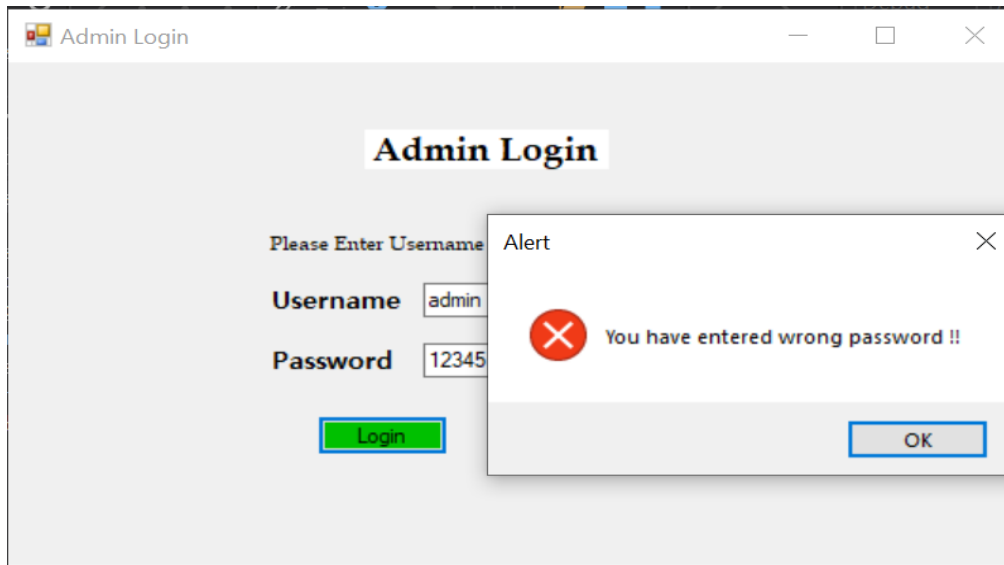 Admin Login
Admin Login
Please Enter Username
Username admin
Password 12345
Login
Alert
You have entered wrong password !!
OK